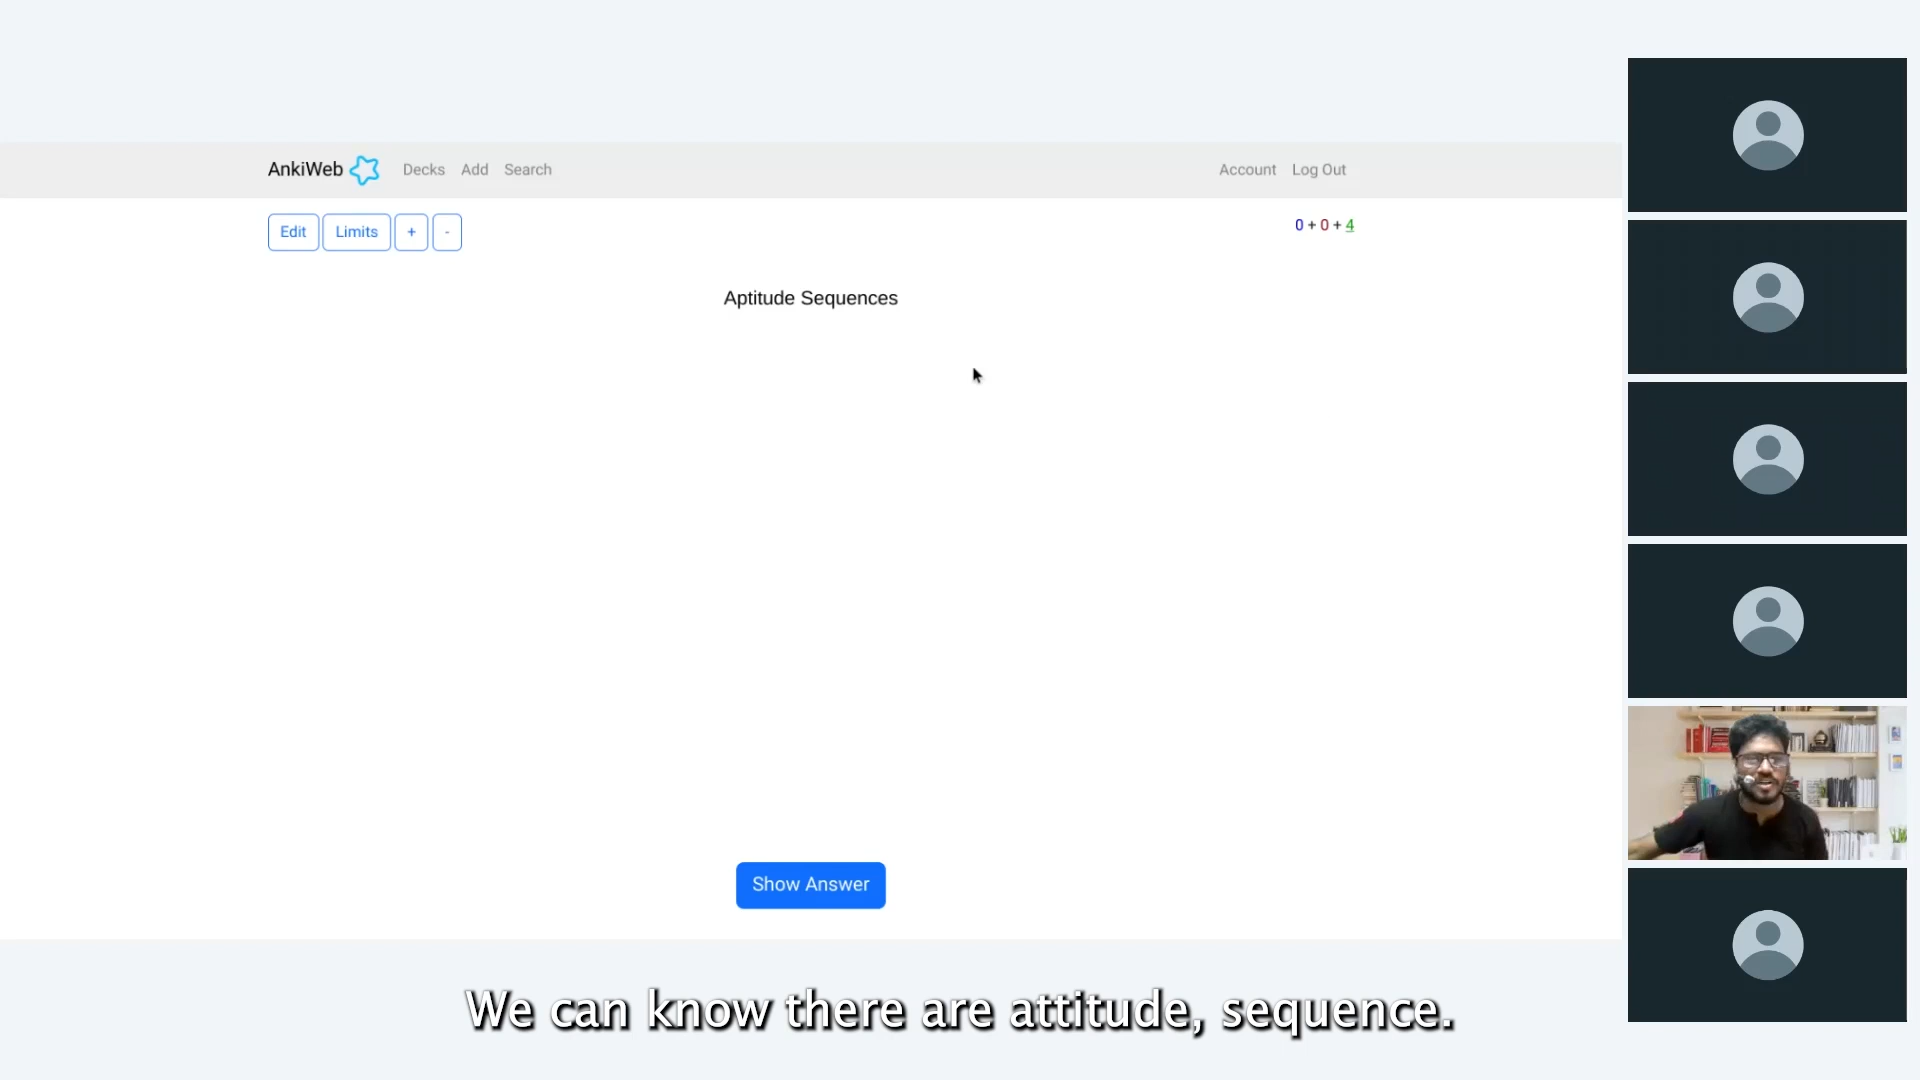 AnkiWeb Decks Add Search Account Log Out
Edit Limits + - 0 + 0 + 4
Aptitude Sequences
Show Answer
We can know there are attitude, sequence.